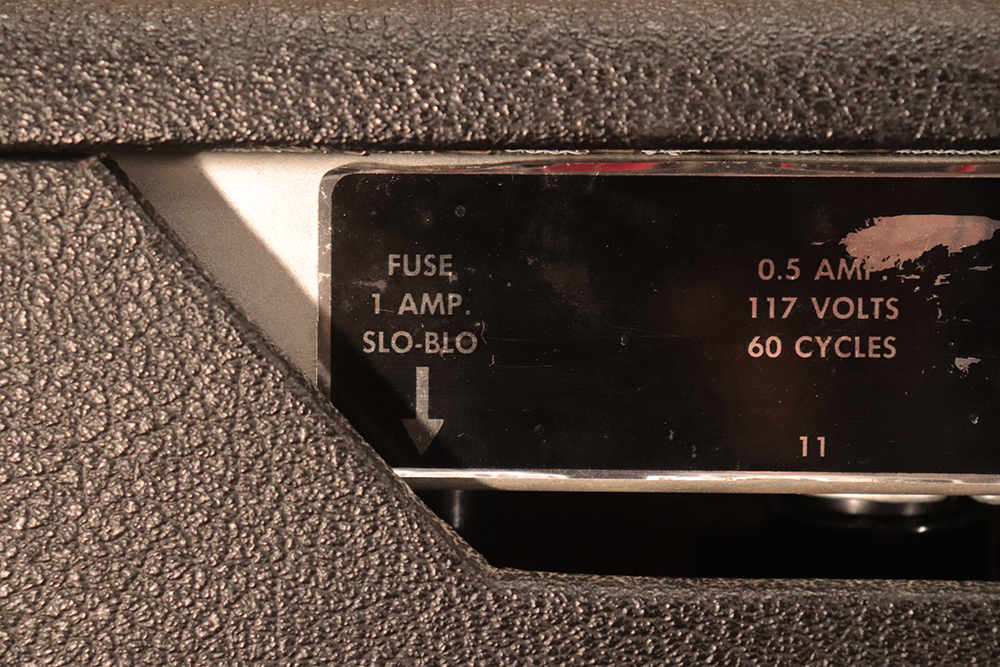 FUSE
1 AMP.
SLO-BLO
0.5 AMP.
117 VOLTS
60 CYCLES
11